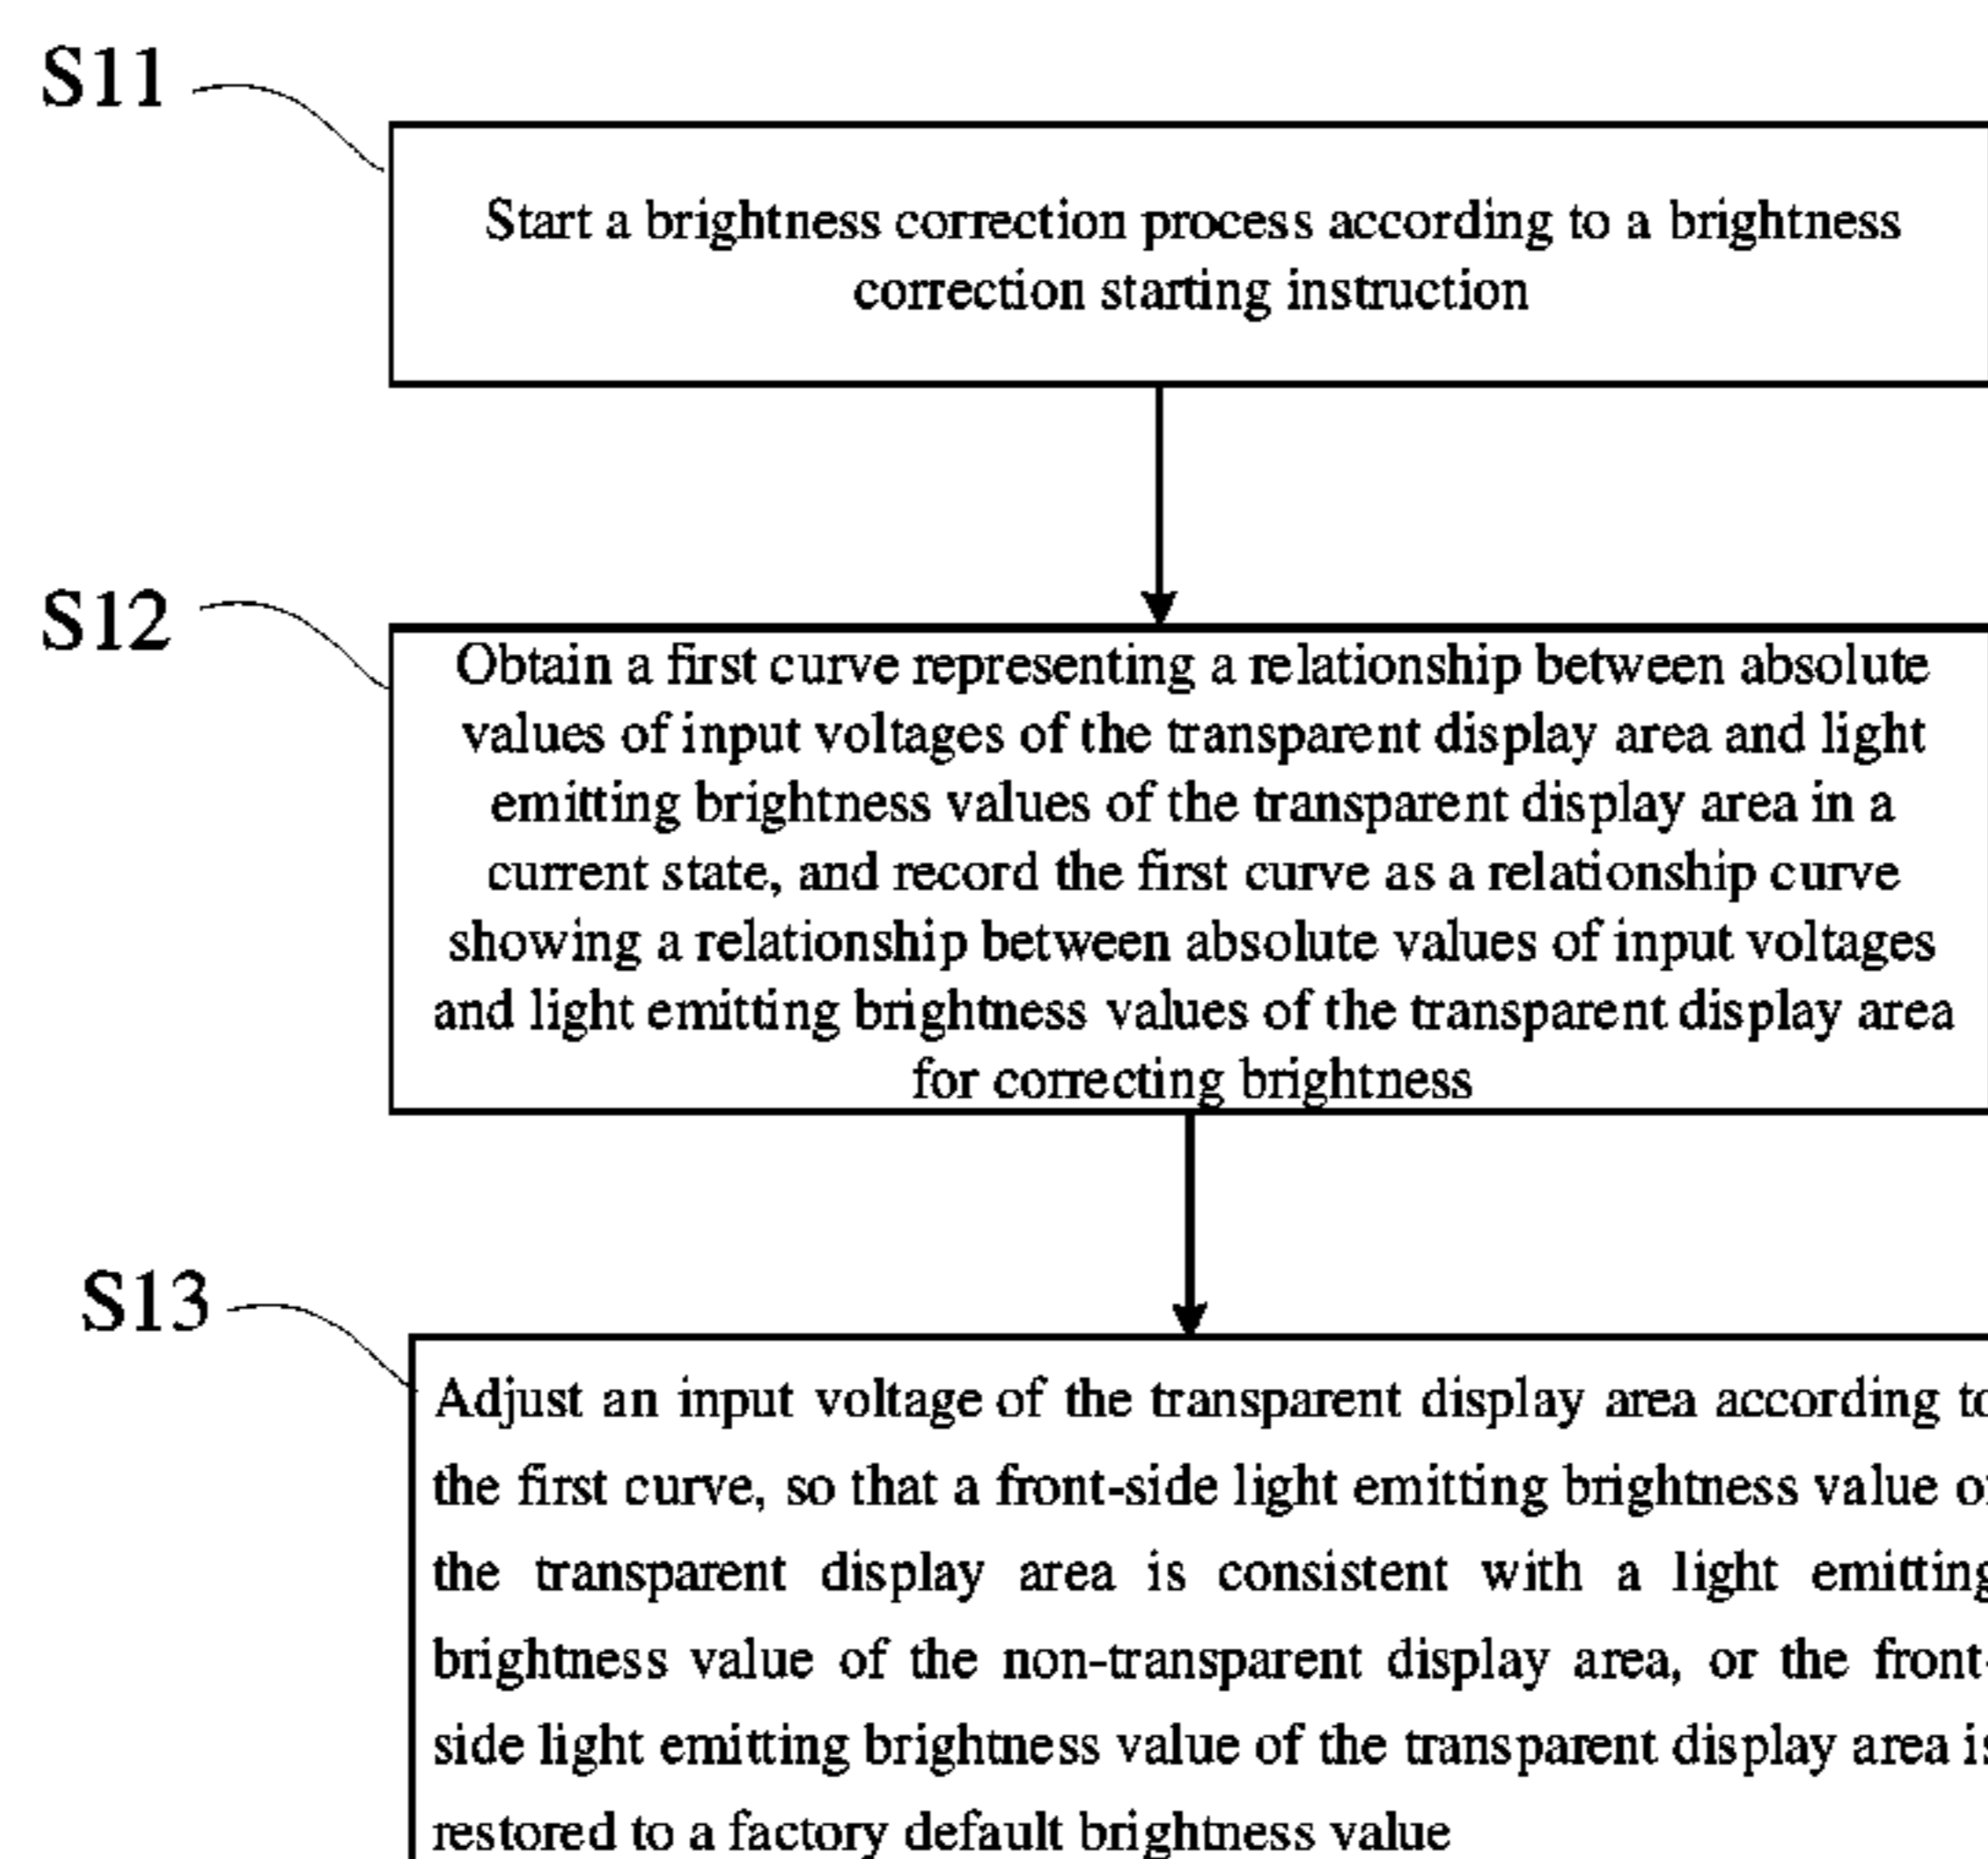 S11
Start a brightness correction process according to a brightness
correction starting instruction
S12
Obtain a first curve representing a relationship between absolute
values of input voltages of the transparent display area and light
emitting brightness values of the transparent display area in a
current state, and record the first curve as a relationship curve
showing a relationship between absolute values of input voltages
and light emitting brightness values of the transparent display area
for correcting brightness
S13
Adjust an input voltage of the transparent display area according to
the first curve, so that a front-side light emitting brightness value of
the transparent display area is consistent with a light emitting
brightness value of the non-transparent display area, or the front-
side light emitting brightness value of the transparent display area is
restored to a factory default brightness value